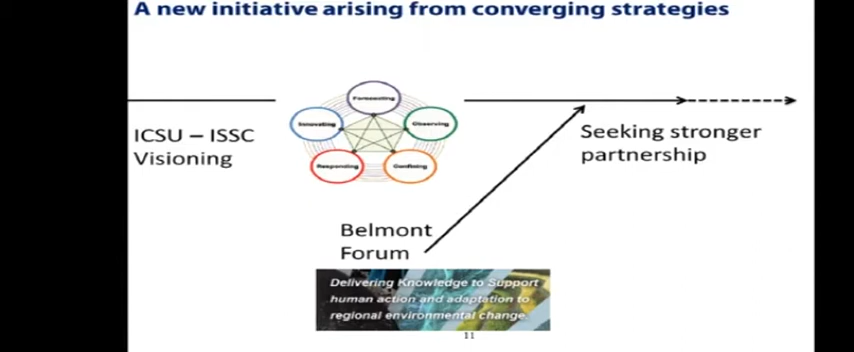 A new initiative arising from converging strategies
Forecasting
Innovating
Observing
Responding
Confining
ICSU – ISSC
Visioning
Seeking stronger
partnership
Belmont
Forum
Delivering Knowledge to Support
human action and adaptation to
regional environmental change.
11